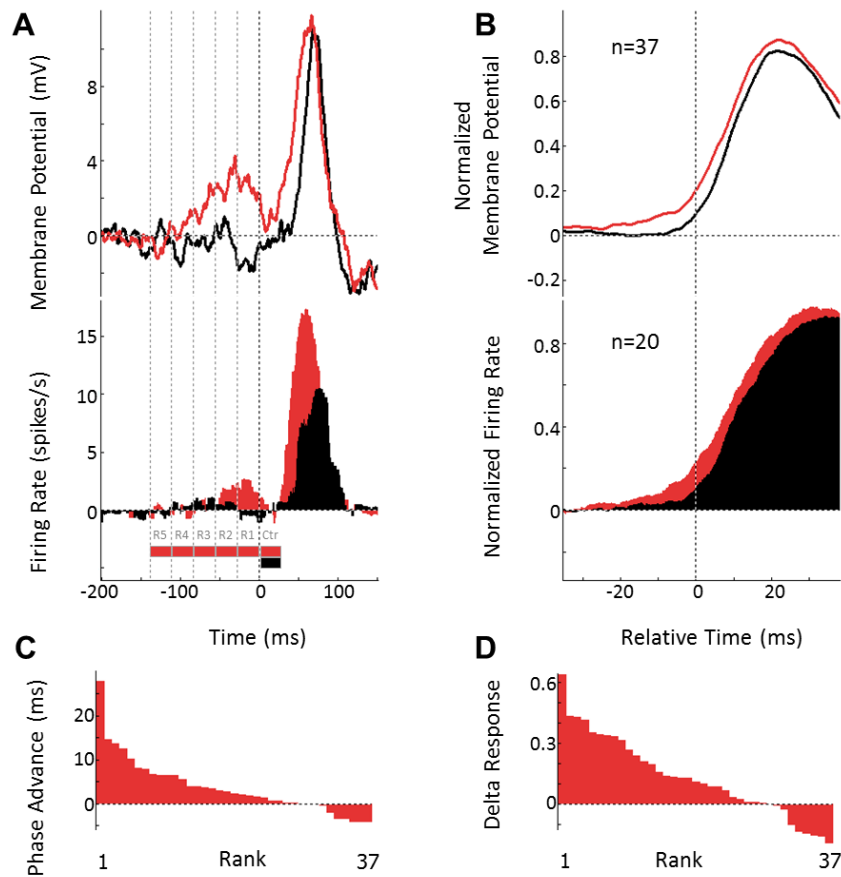 A
B
Membrane Potential (mV)
8
4
0
Normalized
Membrane Potential
n=37
0.8
0.6
0.4
0.2
0
-0.2
Firing Rate (spikes/s)
15
10
5
0
R5 R4 R3 R2 R1 Ctr
-200 -100 0 100
Time (ms)
Normalized Firing Rate
n=20
0.8
0.4
0
-20 0 20
Relative Time (ms)
C
D
Phase Advance (ms)
20
10
0
1 Rank 37
Delta Response
0.6
0.3
0.0
1 Rank 37